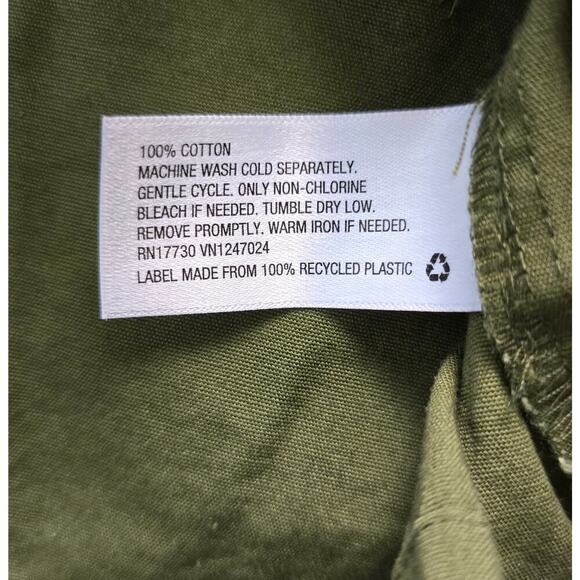 100% COTTON
MACHINE WASH COLD SEPARATELY.
GENTLE CYCLE. ONLY NON-CHLORINE
BLEACH IF NEEDED. TUMBLE DRY LOW.
REMOVE PROMPTLY. WARM IRON IF NEEDED.
RN17730 VN1247024
LABEL MADE FROM 100% RECYCLED PLASTIC